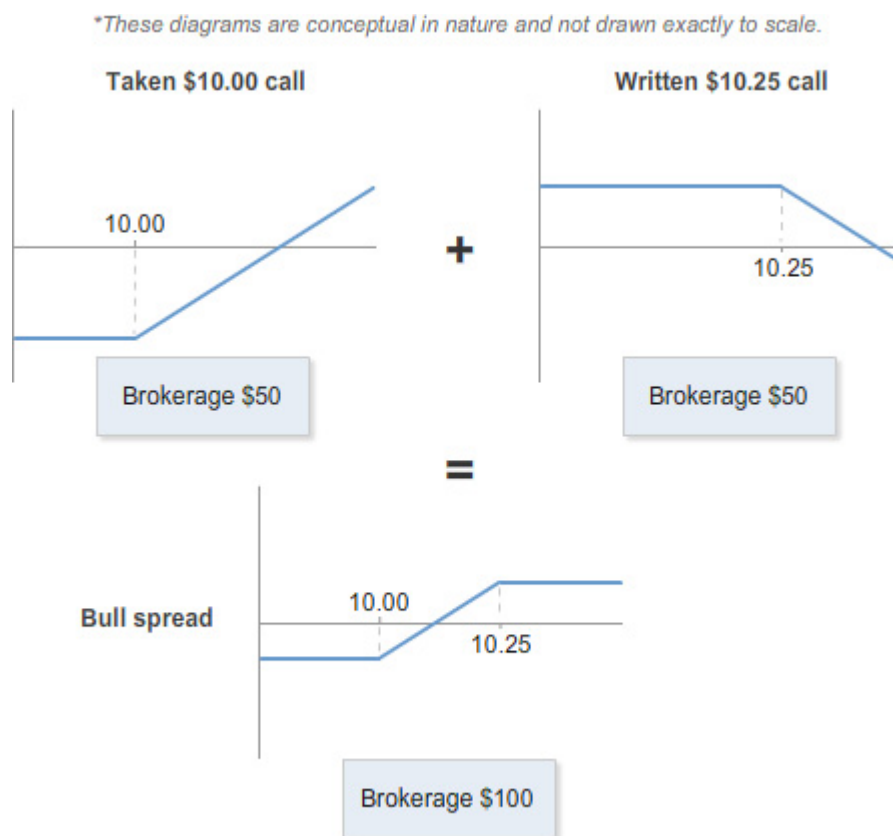 *These diagrams are conceptual in nature and not drawn exactly to scale.
Taken $10.00 call
Written $10.25 call
10.00
+
10.25
Brokerage $50
Brokerage $50
=
Bull spread
10.00
10.25
Brokerage $100